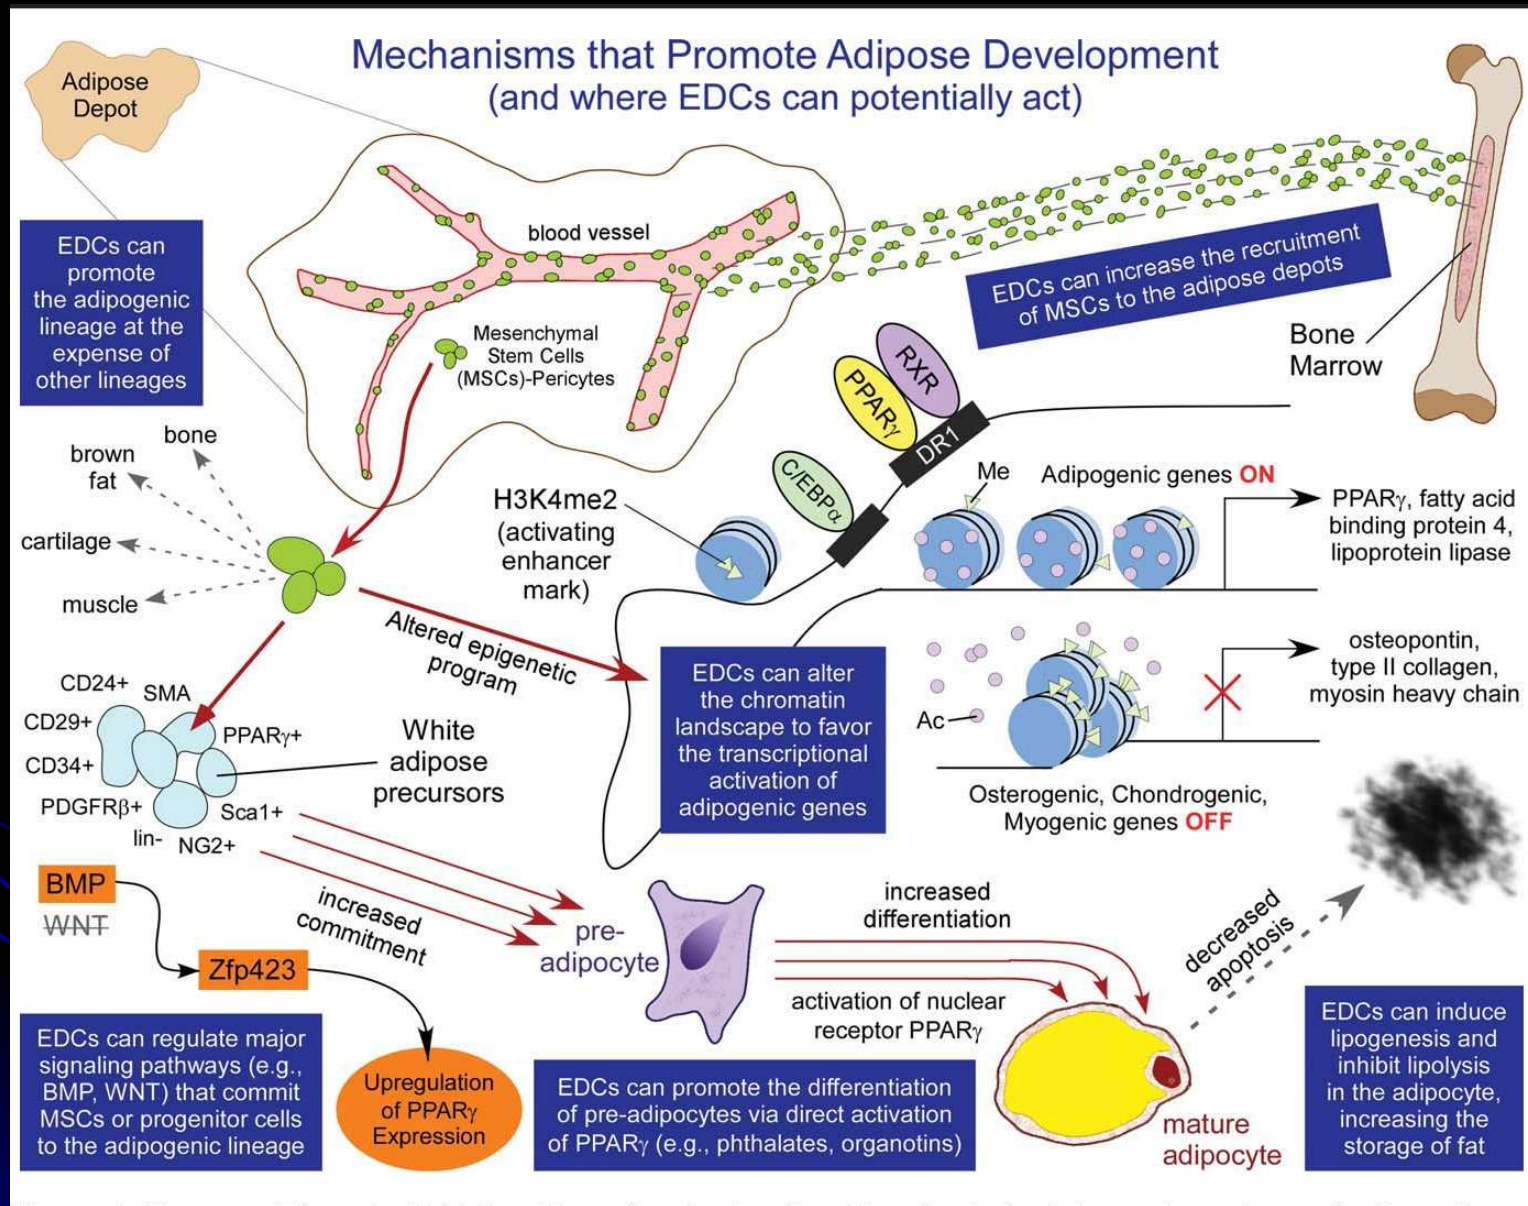 Mechanisms that Promote Adipose Development
(and where EDCs can potentially act)
Adipose
Depot
EDCs can
promote
the adipogenic
lineage at the
expense of
other lineages
blood vessel
Mesenchymal
Stem Cells
(MSCs)-Pericytes
EDCs can increase the recruitment
of MSCs to the adipose depots
Bone
Marrow
RXR
PPARγ
DR1
C/EBPα
bone
brown
fat
cartilage
muscle
H3K4me2
(activating
enhancer
mark)
Me
Adipogenic genes ON
PPARγ, fatty acid
binding protein 4,
lipoprotein lipase
Altered epigenetic
program
EDCs can alter
the chromatin
landscape to favor
the transcriptional
activation of
adipogenic genes
Ac
osteopontin,
type II collagen,
myosin heavy chain
Osterogenic, Chondrogenic,
Myogenic genes OFF
CD24+
SMA
CD29+
PPARγ+
CD34+
PDGFRβ+
Sca1+
lin-
NG2+
White
adipose
precursors
BMP
WNT
Zfp423
increased
commitment
pre-
adipocyte
increased
differentiation
activation of nuclear
receptor PPARγ
decreased
apoptosis
EDCs can regulate major
signaling pathways (e.g.,
BMP, WNT) that commit
MSCs or progenitor cells
to the adipogenic lineage
Upregulation
of PPARγ
Expression
EDCs can promote the differentiation
of pre-adipocytes via direct activation
of PPARγ (e.g., phthalates, organotins)
mature
adipocyte
EDCs can induce
lipogenesis and
inhibit lipolysis
in the adipocyte,
increasing the
storage of fat